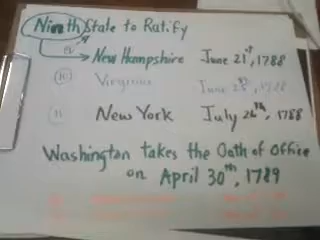 Ninth State to Ratify
9 New Hampshire June 21st, 1788
10 Virginia June 25th, 1788
11 New York July 26th, 1788
Washington takes the Oath of Office
on April 30th, 1789